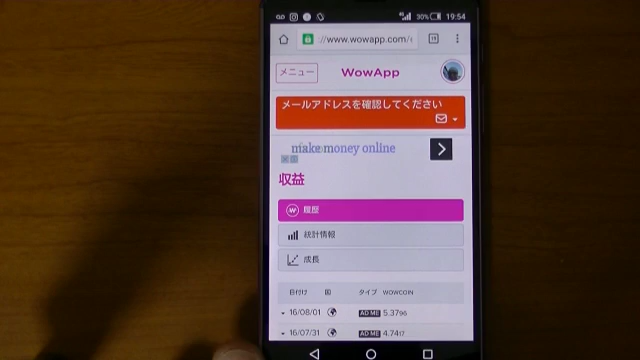 30% 19:54
//www.wowapp.com/
メニュー WowApp
メールアドレスを確認してください
make money online
収益
履歴
統計情報
成長
日付け 国 タイプ WOWCOIN
16/08/01 AD ME 5.3796
16/07/31 AD ME 4.7417